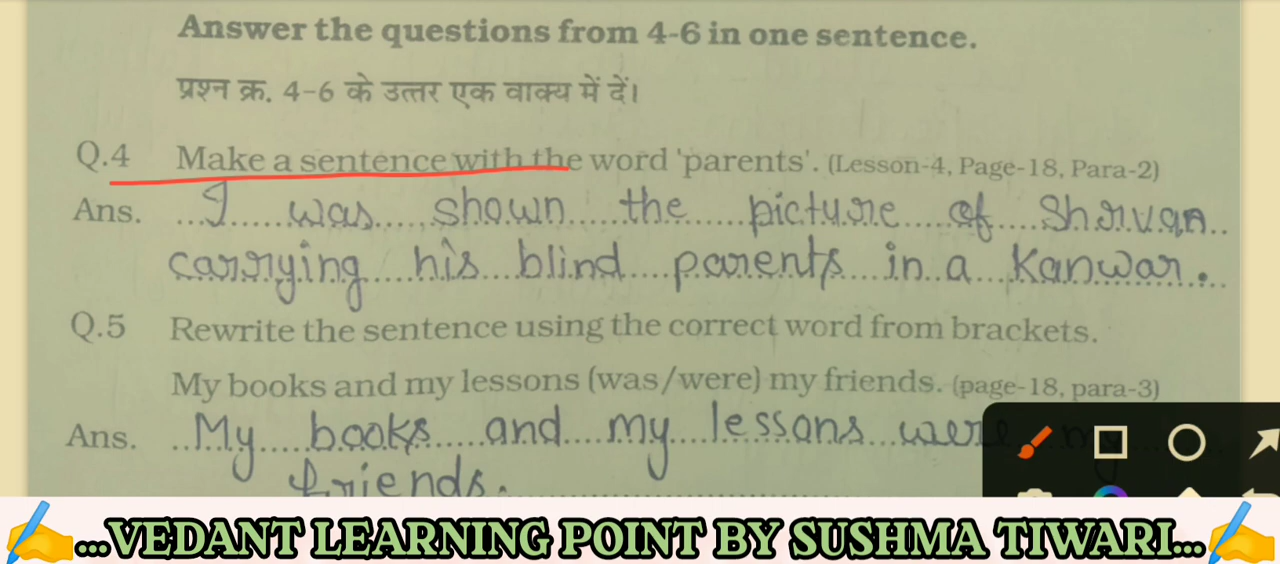 Answer the questions from 4-6 in one sentence.
प्रश्न क्र. 4-6 के उत्तर एक वाक्य में दें।
Q.4 Make a sentence with the word 'parents'. (Lesson-4, Page-18, Para-2)
Ans. I was shown the picture of Shrvan
carrying his blind parents in a Kanwar.
Q.5 Rewrite the sentence using the correct word from brackets.
My books and my lessons (was/were) my friends. (page-18, para-3)
Ans. My books and my lessons were my
friends.
...VEDANT LEARNING POINT BY SUSHMA TIWARI...